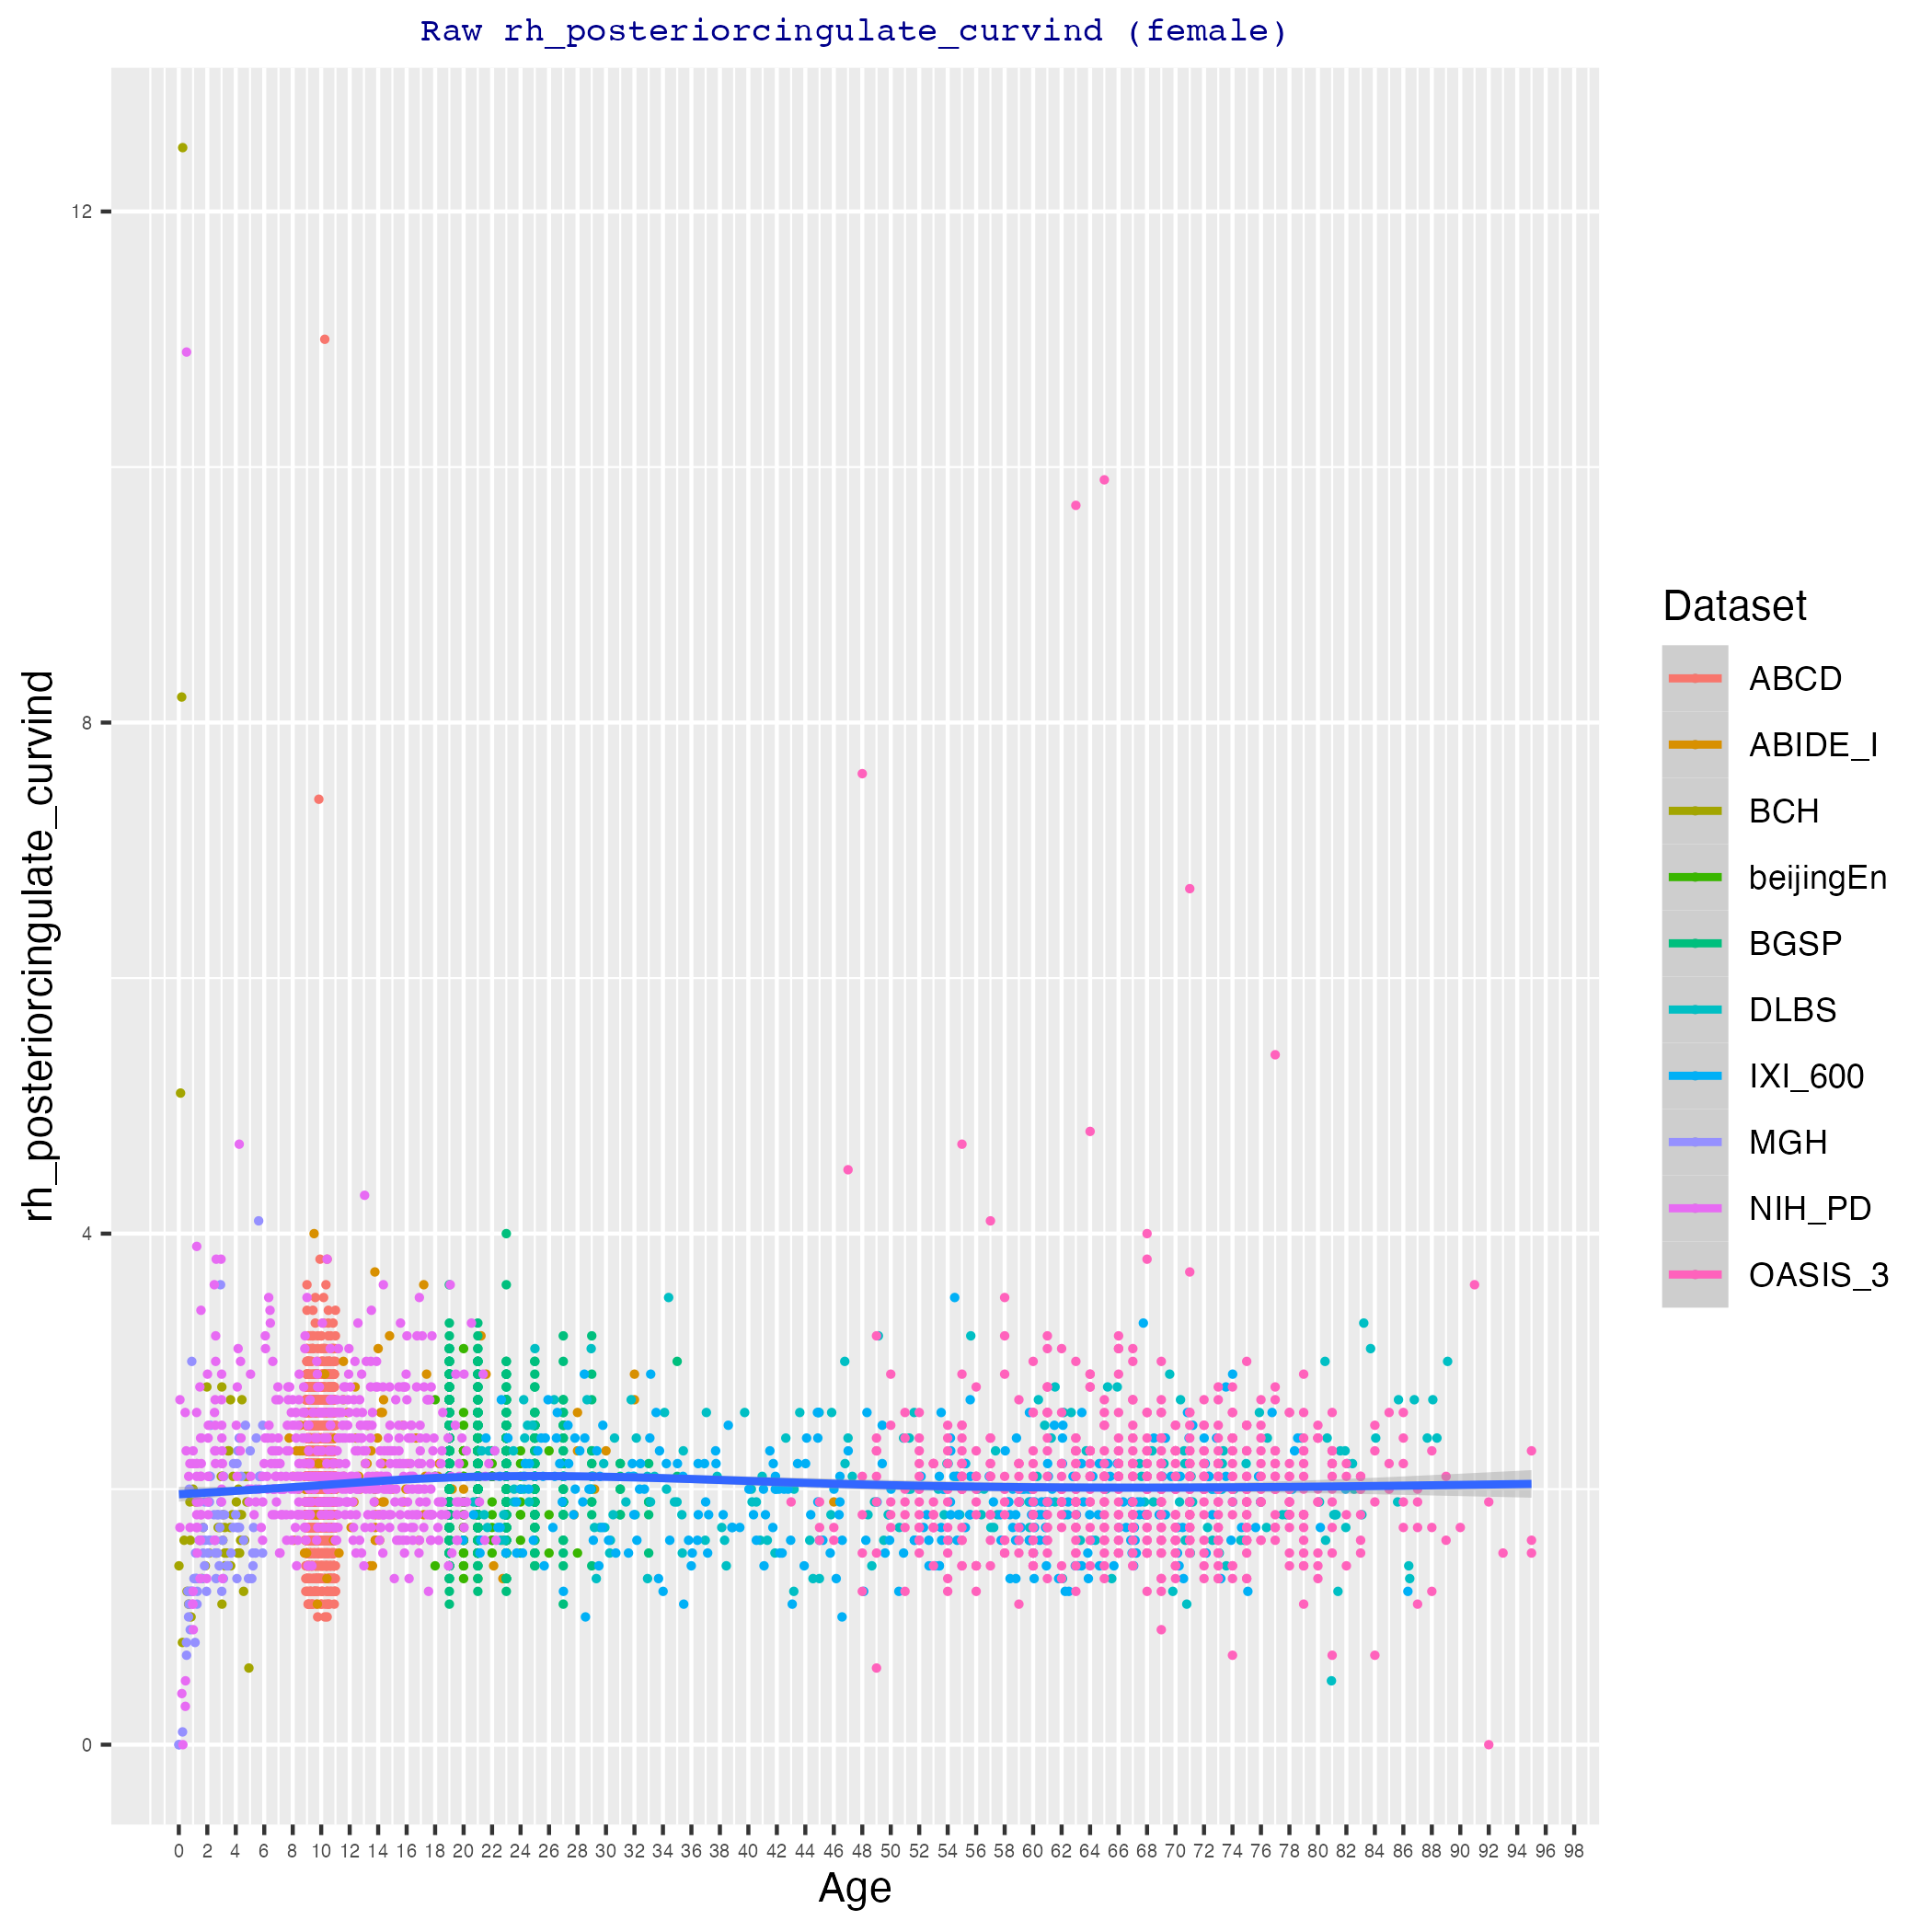 Raw rh_posteriorcingulate_curvind (female)
rh_posteriorcingulate_curvind
12
8
4
0
0 2 4 6 8 10 12 14 16 18 20 22 24 26 28 30 32 34 36 38 40 42 44 46 48 50 52 54 56 58 60 62 64 66 68 70 72 74 76 78 80 82 84 86 88 90 92 94 96 98
Age
Dataset
ABCD
ABIDE_I
BCH
beijingEn
BGSP
DLBS
IXI_600
MGH
NIH_PD
OASIS_3